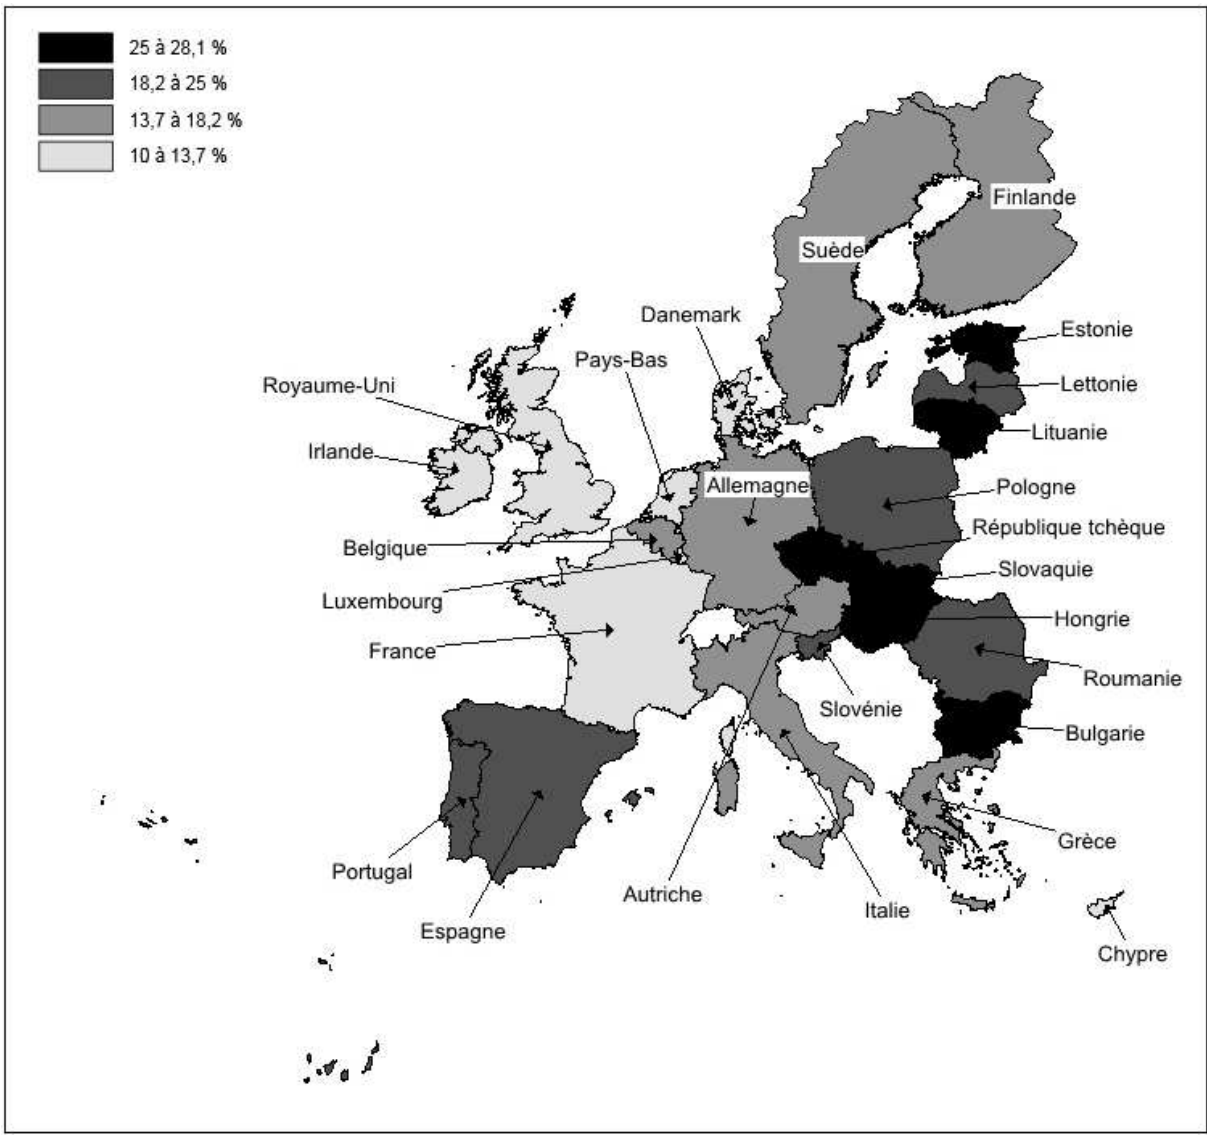 25 à 28,1 %
18,2 à 25 %
13,7 à 18,2 %
10 à 13,7 %
Finlande
Suède
Danemark
Estonie
Pays-Bas
Royaume-Uni
Lettonie
Lituanie
Irlande
Allemagne
Pologne
République tchèque
Belgique
Slovaquie
Luxembourg
Hongrie
France
Roumanie
Slovénie
Bulgarie
Grèce
Portugal
Autriche
Italie
Espagne
Chypre